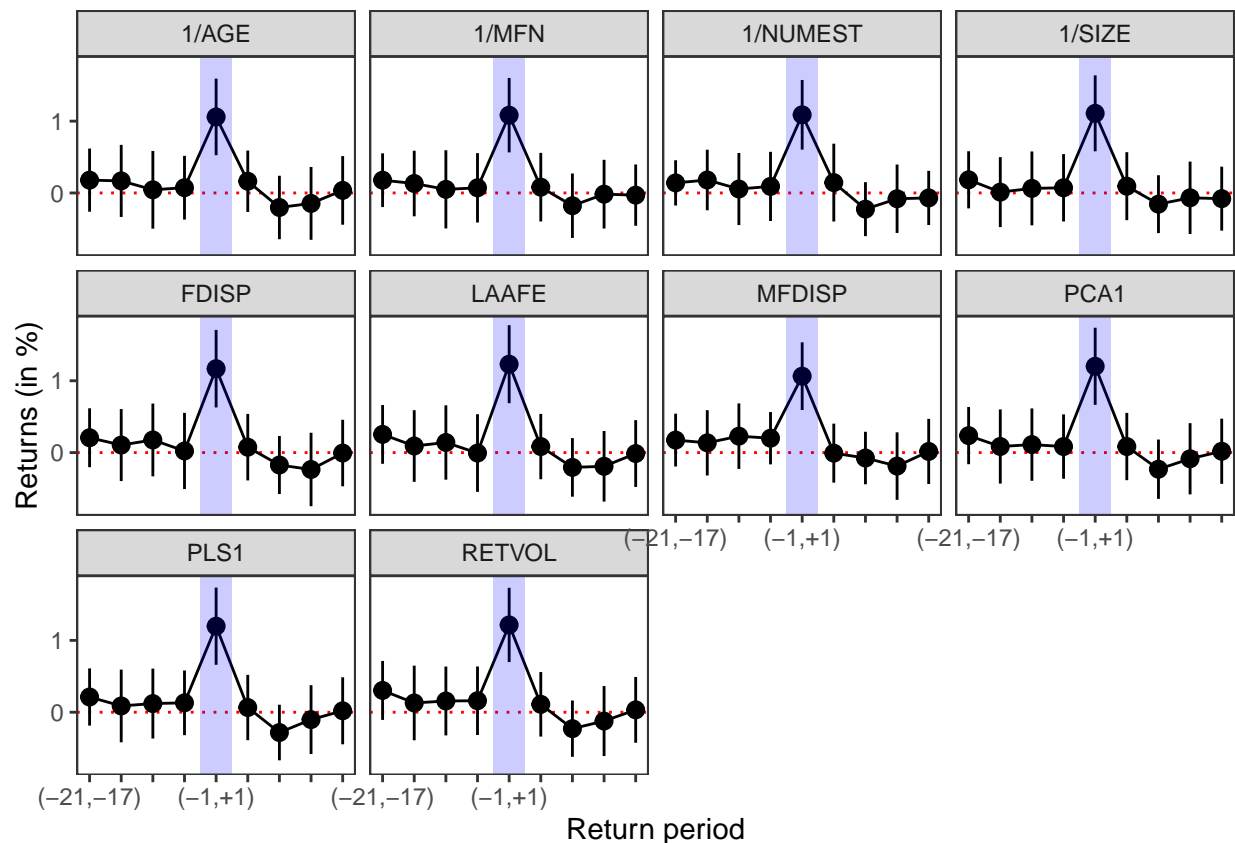 1/AGE
1/MFN
1/NUMEST
1/SIZE
1
0
FDISP
LAAFE
MFDISP
PCA1
1
0
(−21,−17)
(−1,+1)
(−21,−17)
(−1,+1)
PLS1
RETVOL
1
0
(−21,−17)
(−1,+1)
(−21,−17)
(−1,+1)
Return period
Returns (in %)